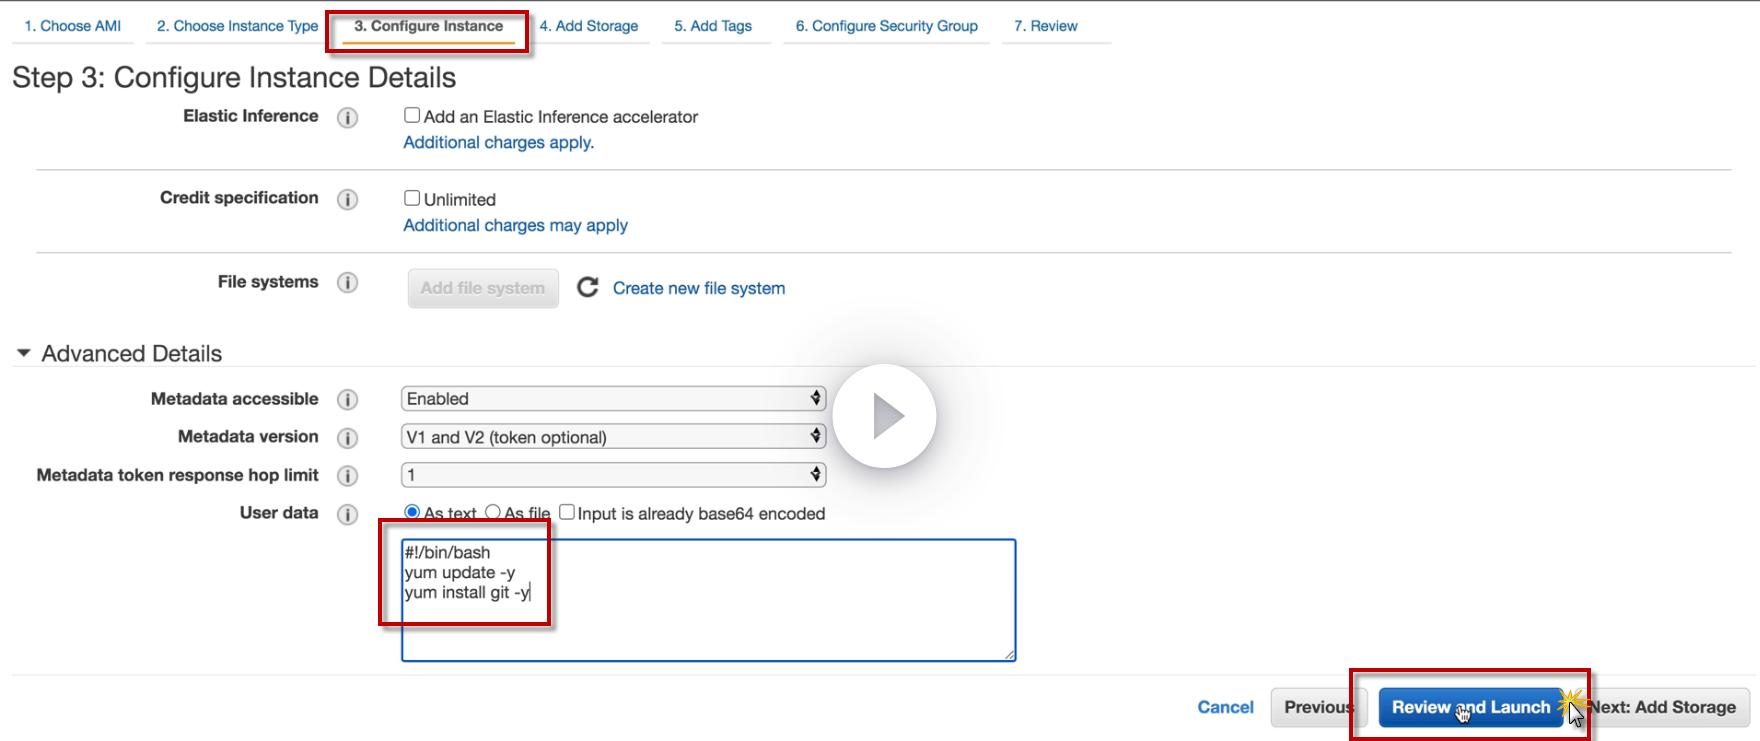 1. Choose AMI 2. Choose Instance Type 3. Configure Instance 4. Add Storage 5. Add Tags 6. Configure Security Group 7. Review
Step 3: Configure Instance Details
Elastic Inference i Add an Elastic Inference accelerator
Additional charges apply.
Credit specification i Unlimited
Additional charges may apply
File systems i Add file system Create new file system
Advanced Details
Metadata accessible i Enabled
Metadata version i V1 and V2 (token optional)
Metadata token response hop limit i 1
User data i As text As file Input is already base64 encoded
#!/bin/bash
yum update -y
yum install git -y
Cancel Previous Review and Launch Next: Add Storage